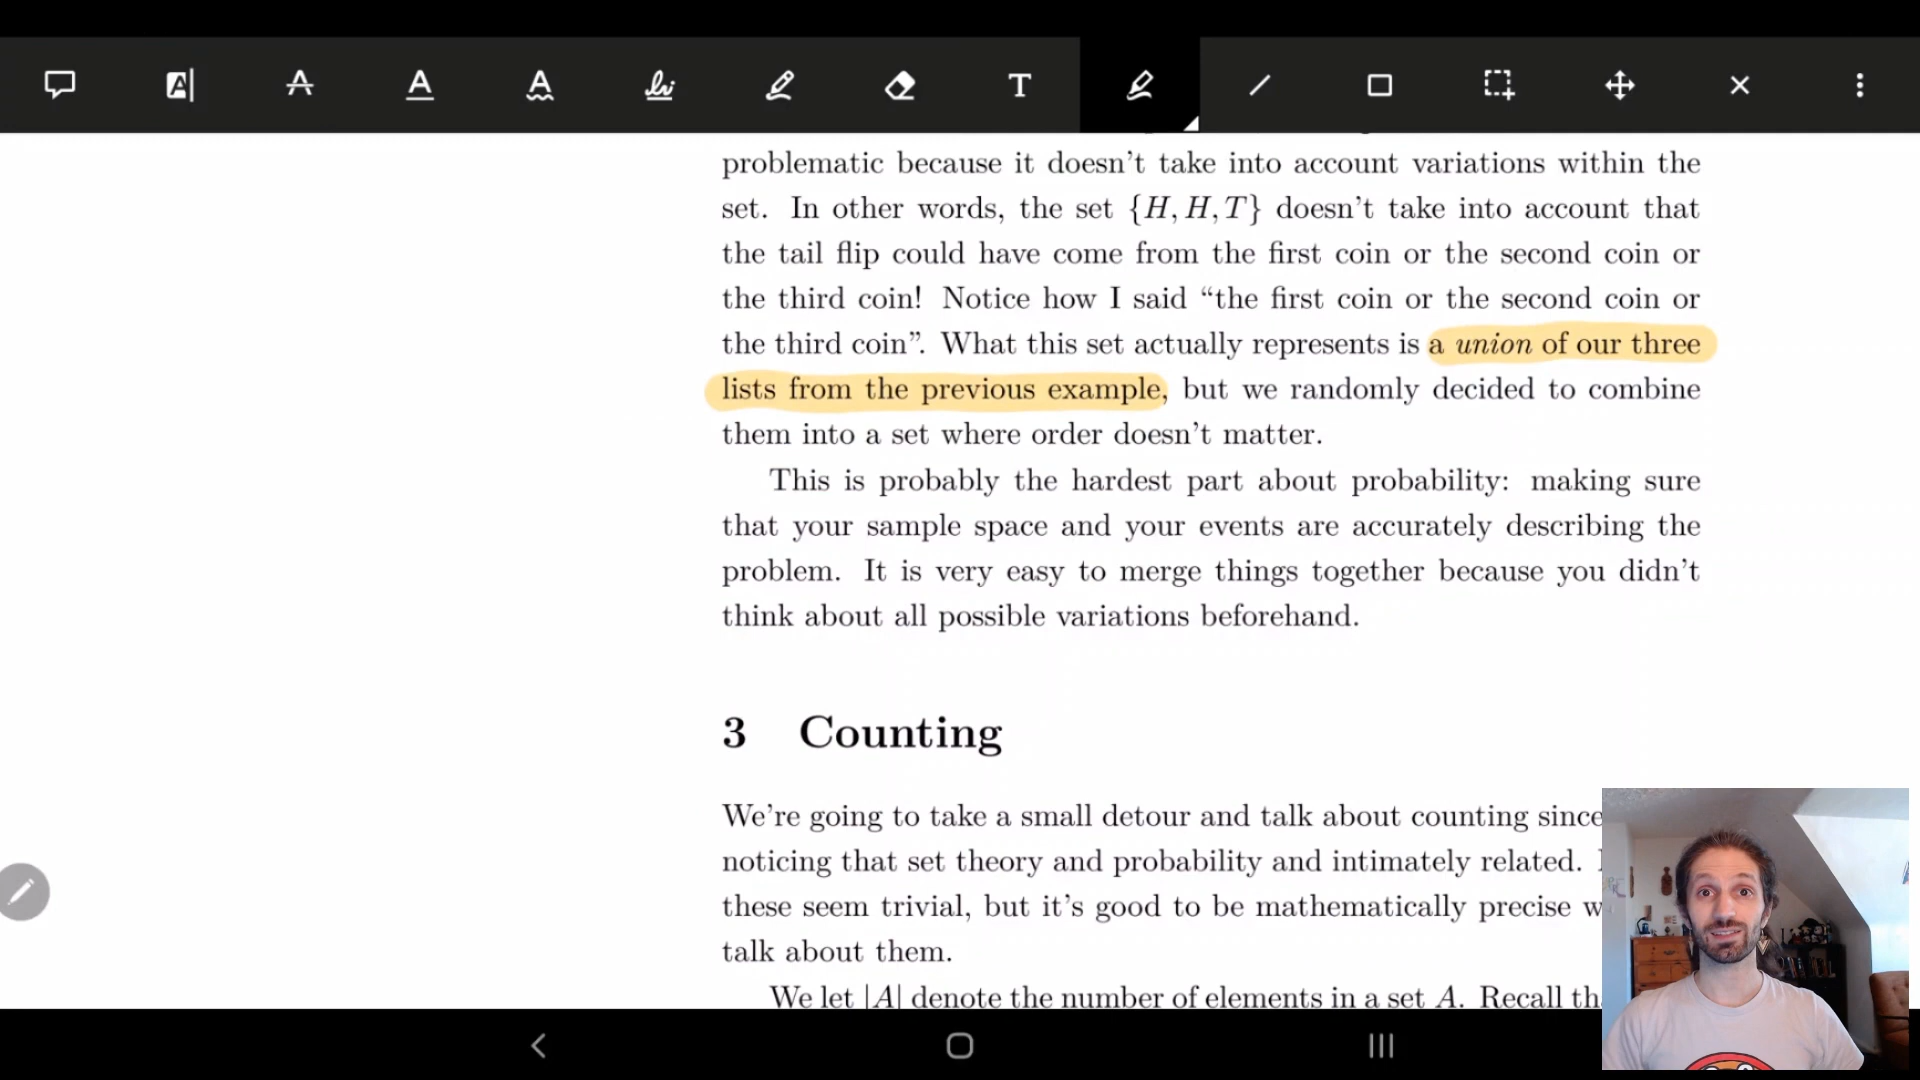 problematic because it doesn't take into account variations within the
set. In other words, the set {H, H, T} doesn't take into account that
the tail flip could have come from the first coin or the second coin or
the third coin! Notice how I said “the first coin or the second coin or
the third coin”. What this set actually represents is a union of our three
lists from the previous example, but we randomly decided to combine
them into a set where order doesn't matter.
This is probably the hardest part about probability: making sure
that your sample space and your events are accurately describing the
problem. It is very easy to merge things together because you didn't
think about all possible variations beforehand.
3 Counting
We're going to take a small detour and talk about counting since
noticing that set theory and probability and intimately related.
these seem trivial, but it's good to be mathematically precise
talk about them.
We let |A| denote the number of elements in a set A. Recall